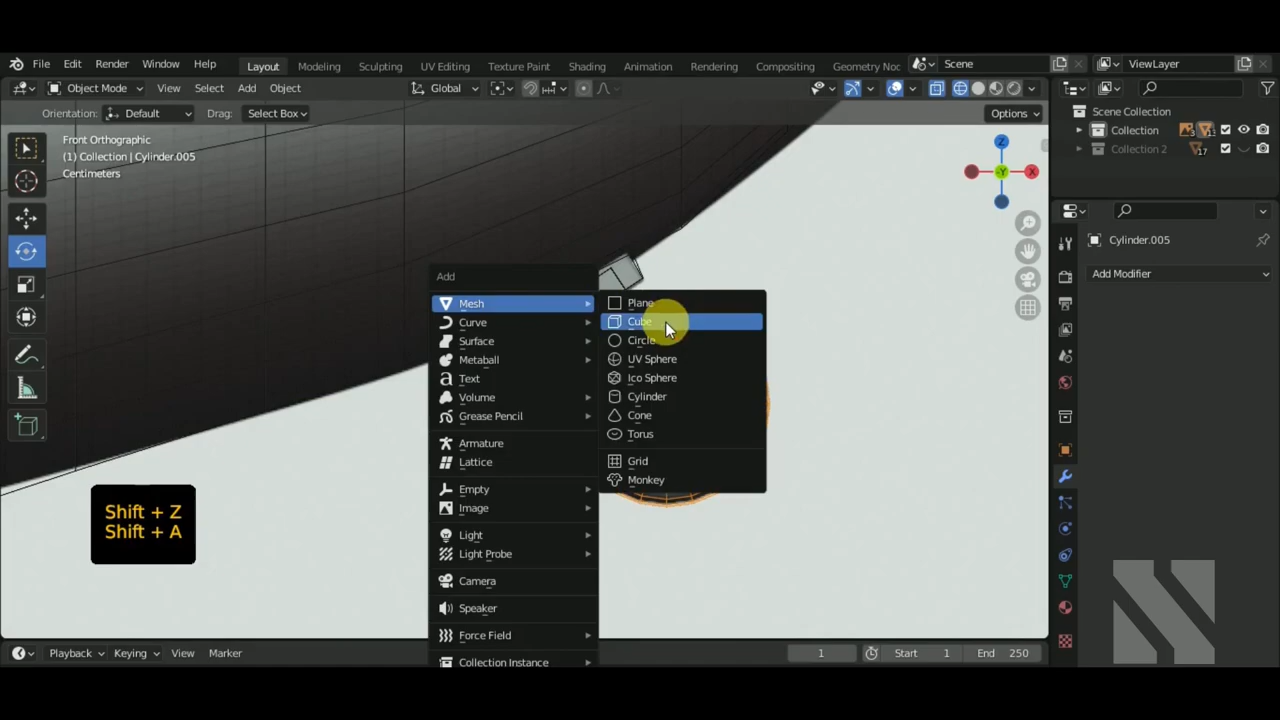 File Edit Render Window Help Layout Modeling Sculpting UV Editing Texture Paint Shading Animation Rendering Compositing Geometry Noc Scene ViewLayer
Object Mode View Select Add Object Global
Orientation: Default Drag: Select Box Options
Scene Collection
Collection
Collection 2
Front Orthographic
(1) Collection | Cylinder.005
Centimeters
Z
-Y
X
Cylinder.005
Add Modifier
Add
Mesh
Curve
Surface
Metaball
Text
Volume
Grease Pencil
Armature
Lattice
Empty
Image
Light
Light Probe
Camera
Speaker
Force Field
Collection Instance
Plane
Cube
Circle
UV Sphere
Ico Sphere
Cylinder
Cone
Torus
Grid
Monkey
Shift + Z
Shift + A
Playback Keying View Marker 1 Start 1 End 250